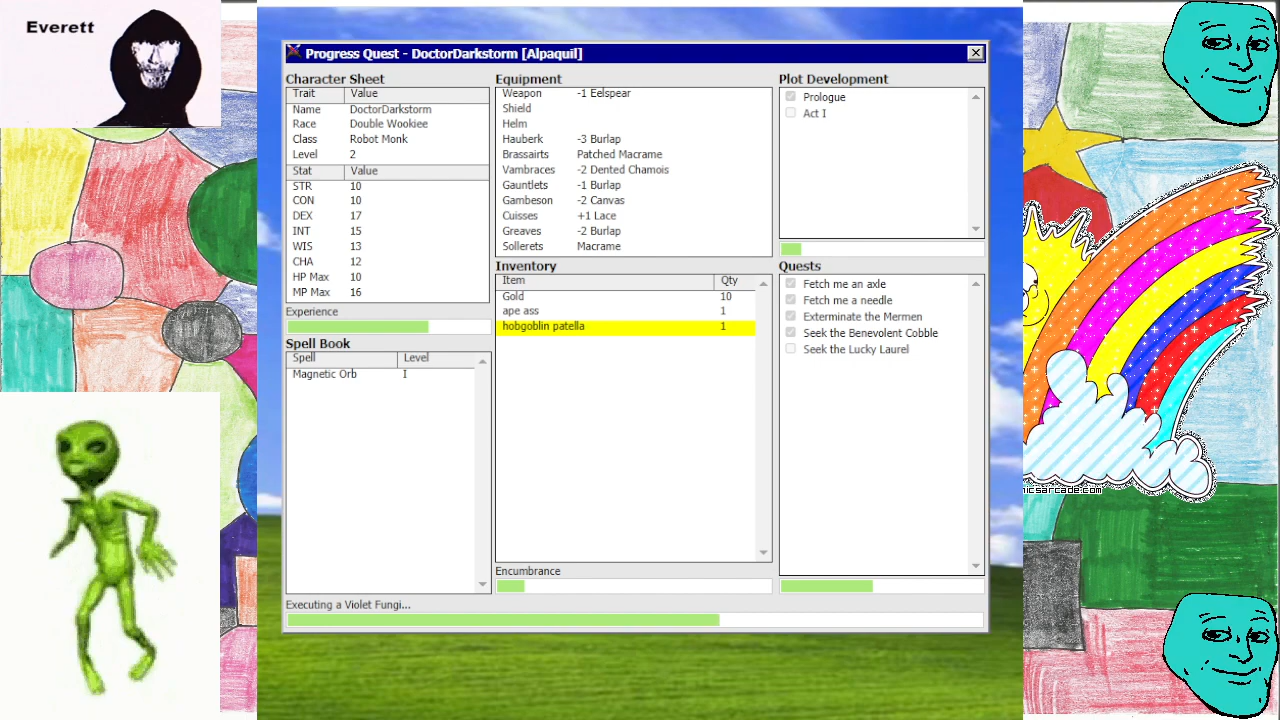 Everett
Progress Quest - DoctorDarkstorm [Alpaquil]
Character Sheet
Trait Value
Name DoctorDarkstorm
Race Double Wookiee
Class Robot Monk
Level 2
Stat Value
STR 10
CON 10
DEX 17
INT 15
WIS 13
CHA 12
HP Max 10
MP Max 16
Experience
Spell Book
Spell Level
Magnetic Orb I
Equipment
Weapon -1 Eelspear
Shield
Helm
Hauberk -3 Burlap
Brassairts Patched Macrame
Vambraces -2 Dented Chamois
Gauntlets -1 Burlap
Gambeson -2 Canvas
Cuisses +1 Lace
Greaves -2 Burlap
Sollerets Macrame
Inventory
Item Qty
Gold 10
ape ass 1
hobgoblin patella 1
Encumbrance
Plot Development
Prologue
Act I
Quests
Fetch me an axle
Fetch me a needle
Exterminate the Mermen
Seek the Benevolent Cobble
Seek the Lucky Laurel
Executing a Violet Fungi...